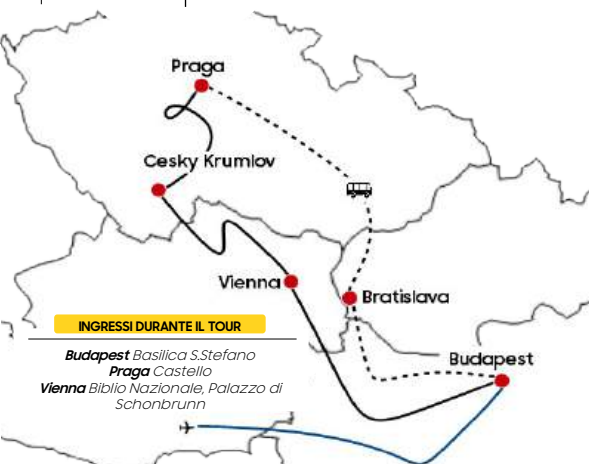 Praga
Cesky Krumlov
Vienna
Bratislava
Budapest
INGRESSI DURANTE IL TOUR
Budapest Basilica S.Stefano
Praga Castello
Vienna Biblio Nazionale, Palazzo di
Schonbrunn